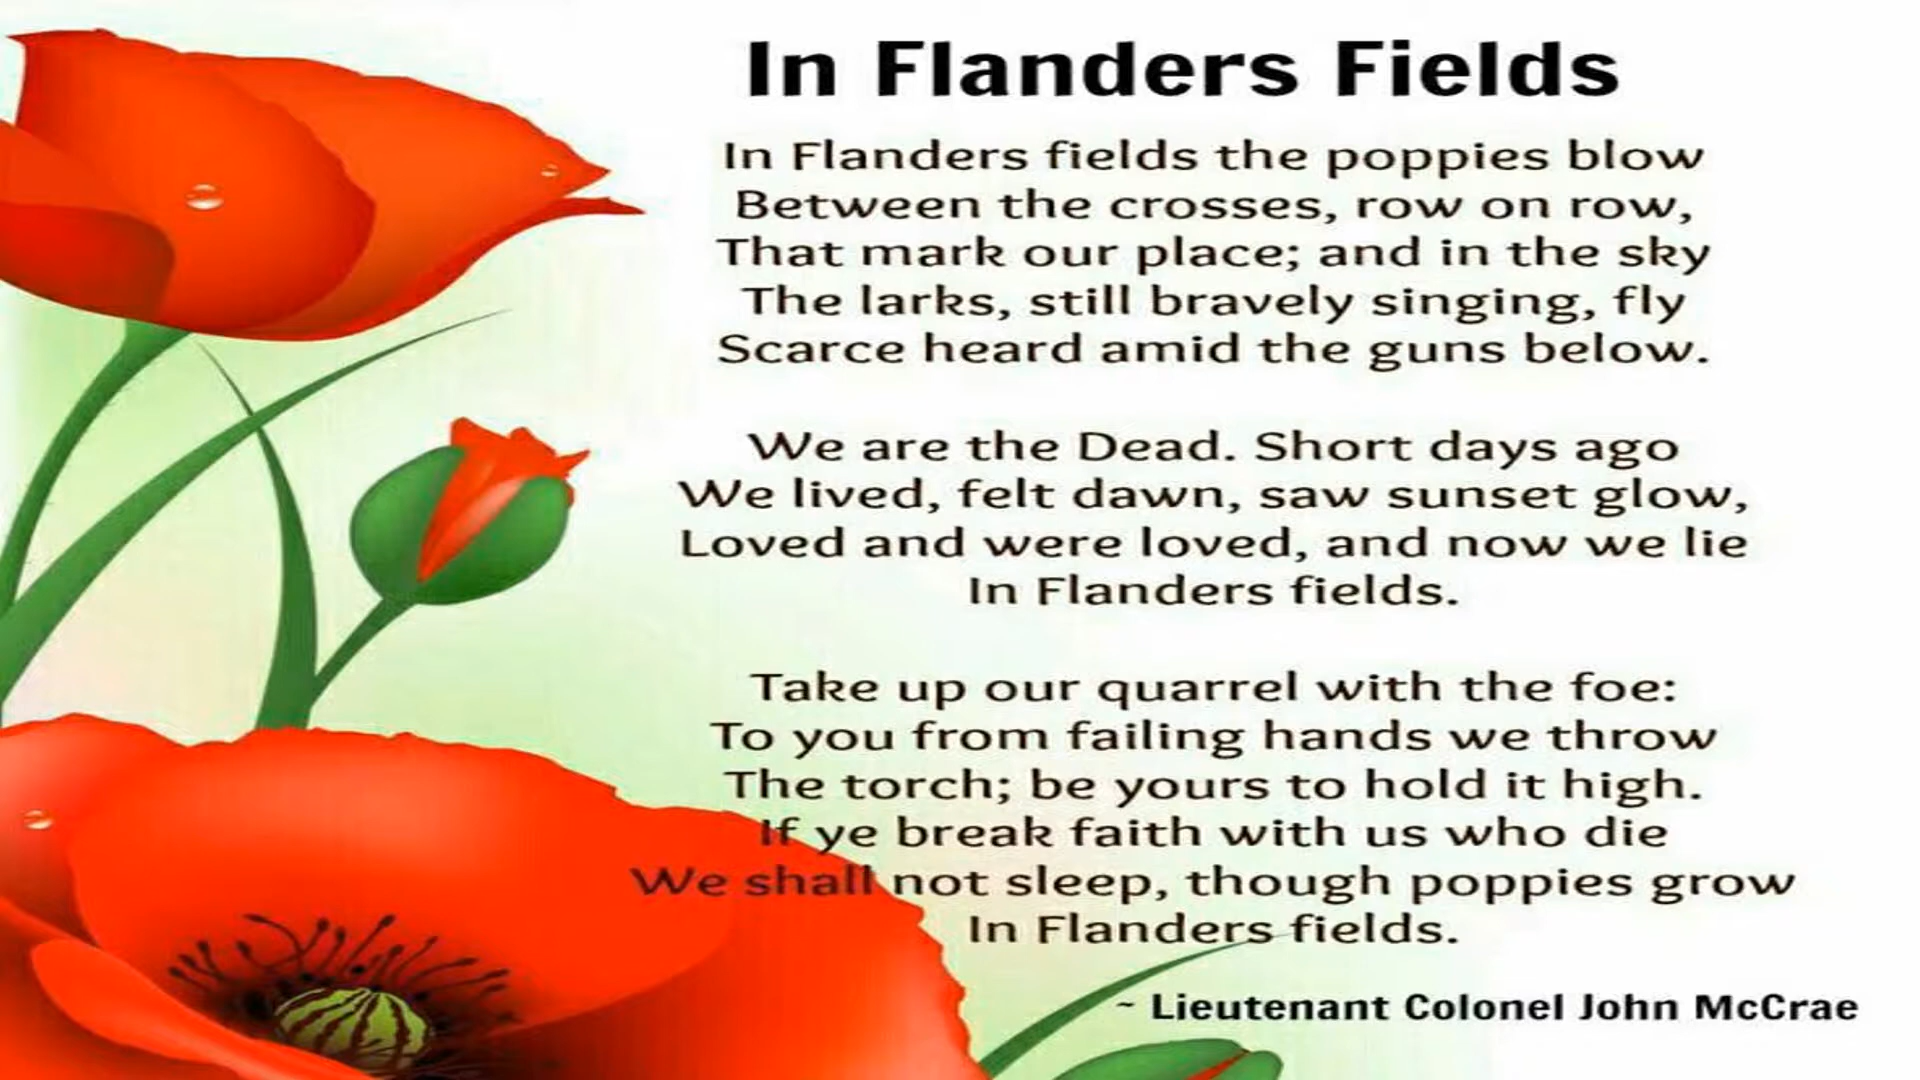 In Flanders Fields
In Flanders fields the poppies blow
Between the crosses, row on row,
That mark our place; and in the sky
The larks, still bravely singing, fly
Scarce heard amid the guns below.
We are the Dead. Short days ago
We lived, felt dawn, saw sunset glow,
Loved and were loved, and now we lie
In Flanders fields.
Take up our quarrel with the foe:
To you from failing hands we throw
The torch; be yours to hold it high.
If ye break faith with us who die
We shall not sleep, though poppies grow
In Flanders fields.
~ Lieutenant Colonel John McCrae